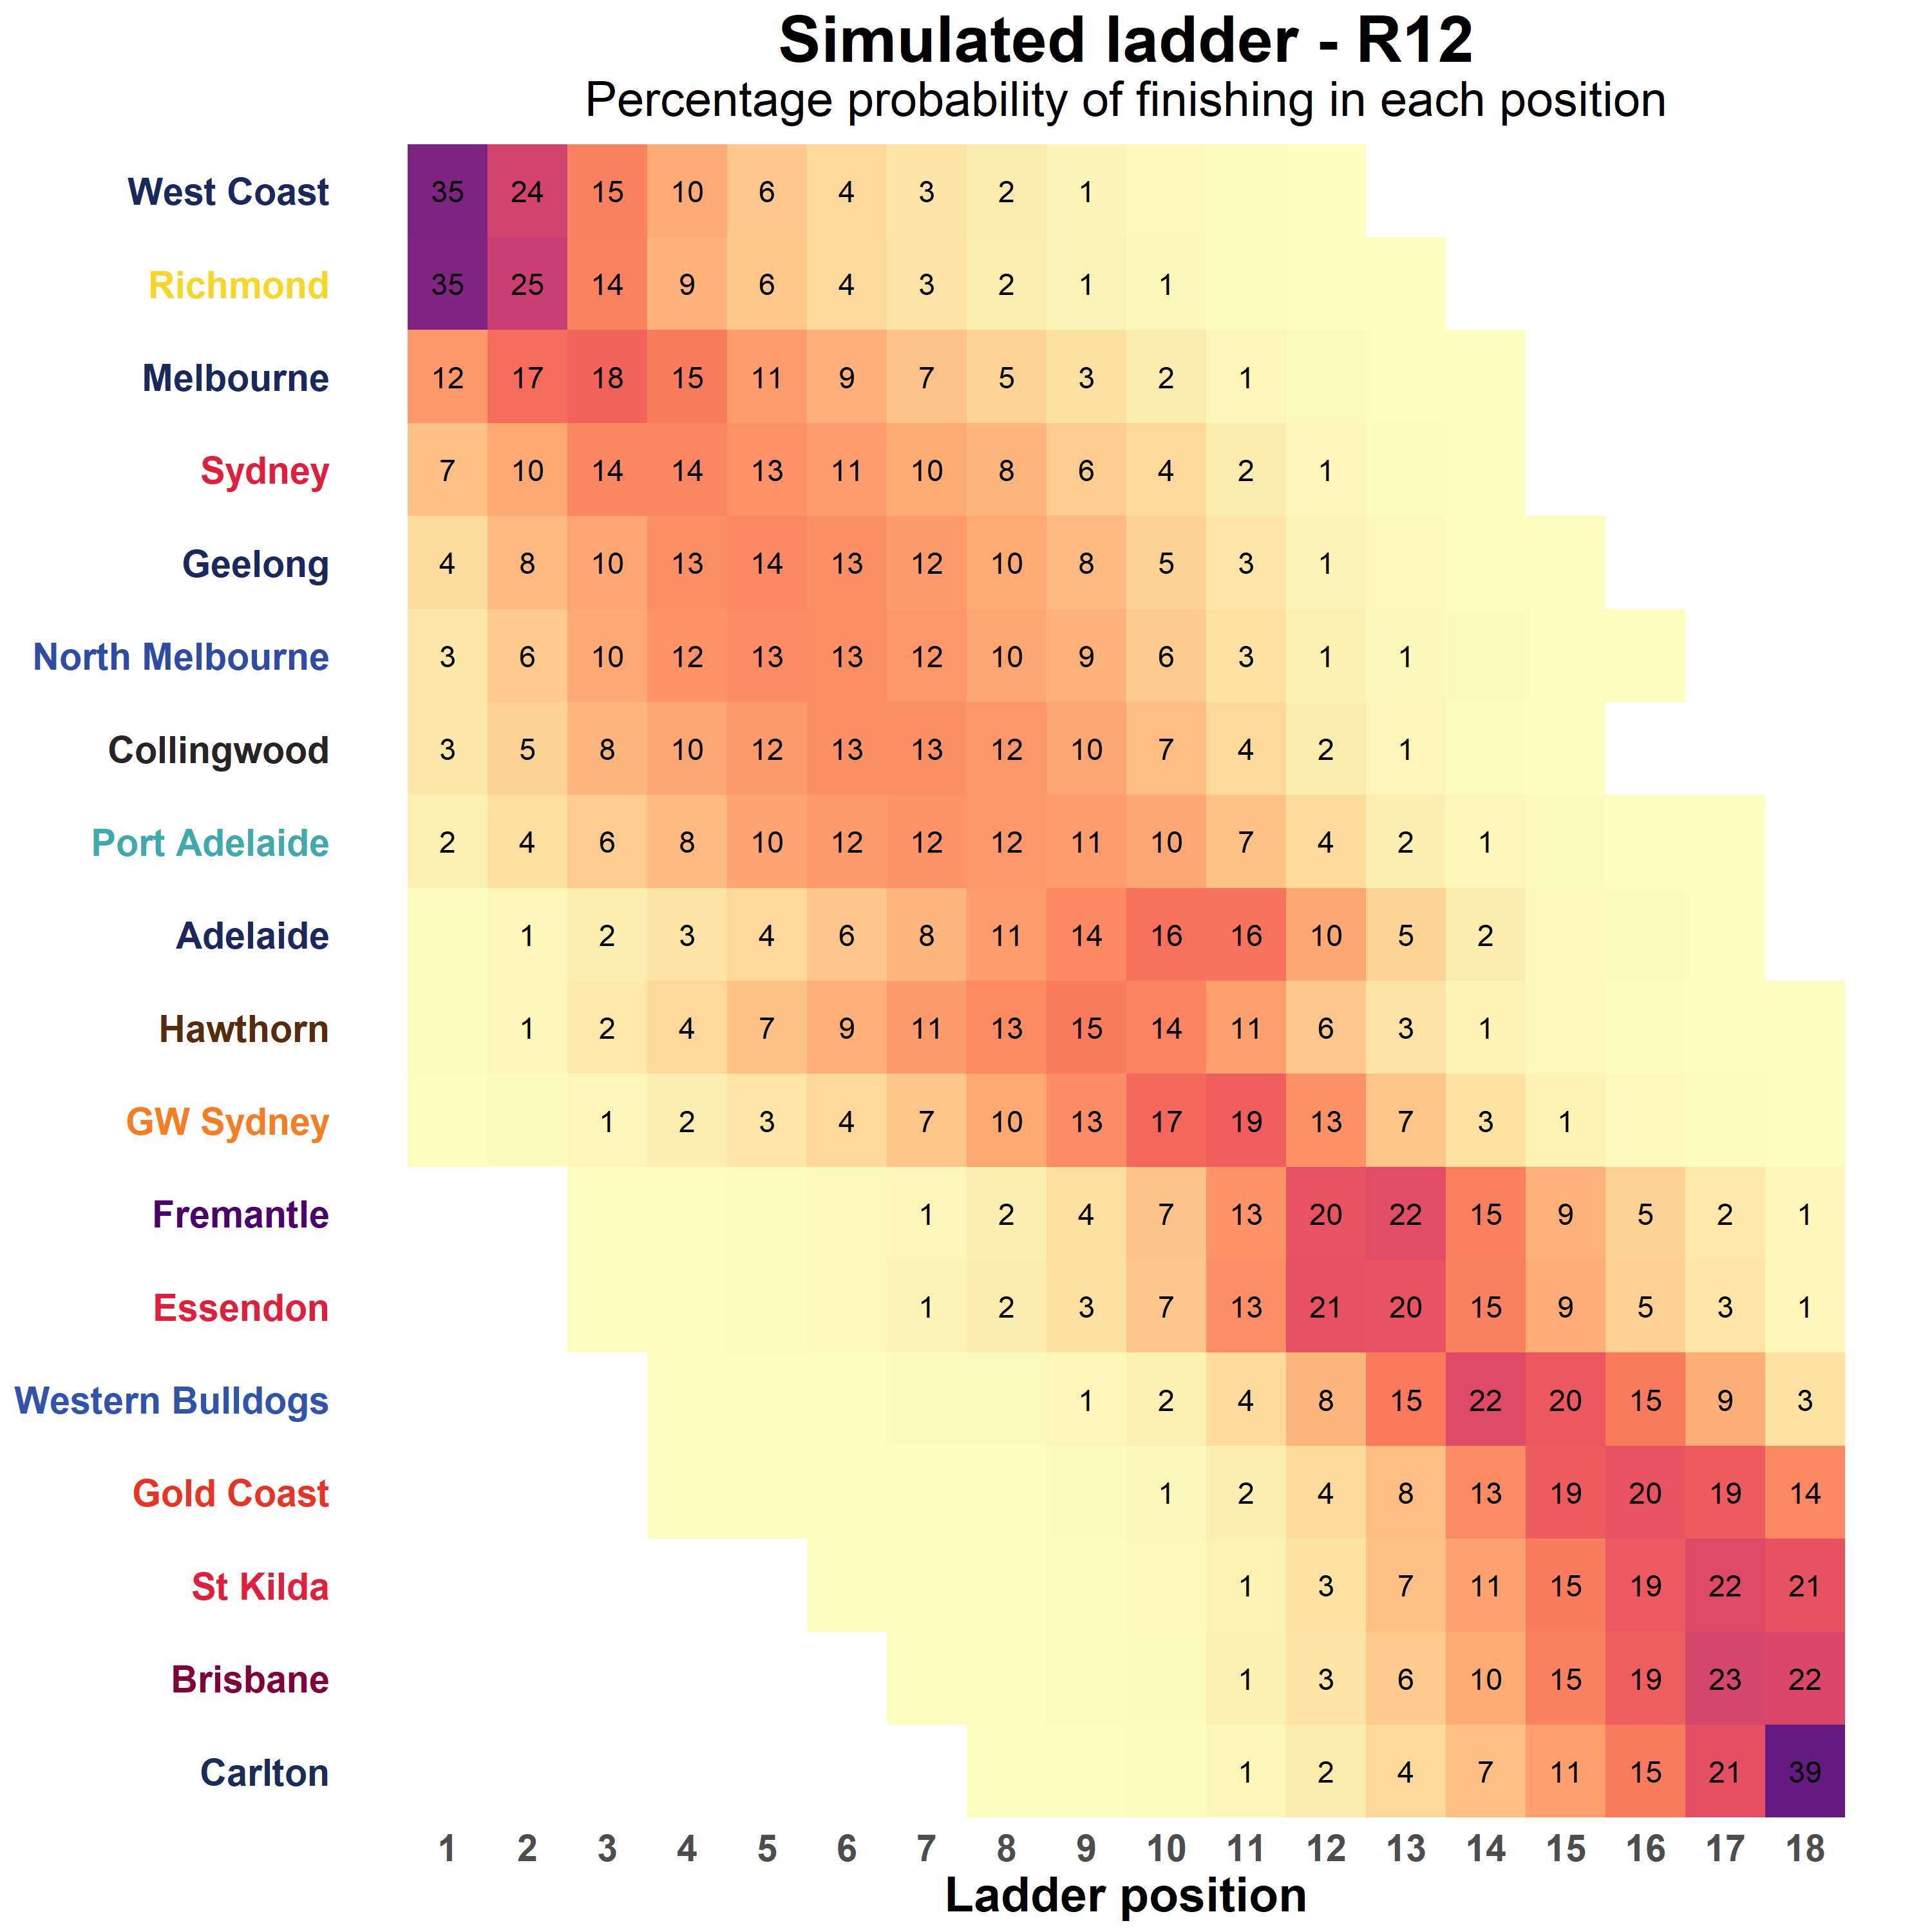 Simulated ladder - R12
Percentage probability of finishing in each position
West Coast 35 24 15 10 6 4 3 2 1
Richmond 35 25 14 9 6 4 3 2 1 1
Melbourne 12 17 18 15 11 9 7 5 3 2 1
Sydney 7 10 14 14 13 11 10 8 6 4 2 1
Geelong 4 8 10 13 14 13 12 10 8 5 3 1
North Melbourne 3 6 10 12 13 13 12 10 9 6 3 1 1
Collingwood 3 5 8 10 12 13 13 12 10 7 4 2 1
Port Adelaide 2 4 6 8 10 12 12 12 11 10 7 4 2 1
Adelaide 1 2 3 4 6 8 11 14 16 16 10 5 2
Hawthorn 1 2 4 7 9 11 13 15 14 11 6 3 1
GW Sydney 1 2 3 4 7 10 13 17 19 13 7 3 1
Fremantle 1 2 4 7 13 20 22 15 9 5 2 1
Essendon 1 2 3 7 13 21 20 15 9 5 3 1
Western Bulldogs 1 2 4 8 15 22 20 15 9 3
Gold Coast 1 2 4 8 13 19 20 19 14
St Kilda 1 3 7 11 15 19 22 21
Brisbane 1 3 6 10 15 19 23 22
Carlton 1 2 4 7 11 15 21 39
1 2 3 4 5 6 7 8 9 10 11 12 13 14 15 16 17 18
Ladder position